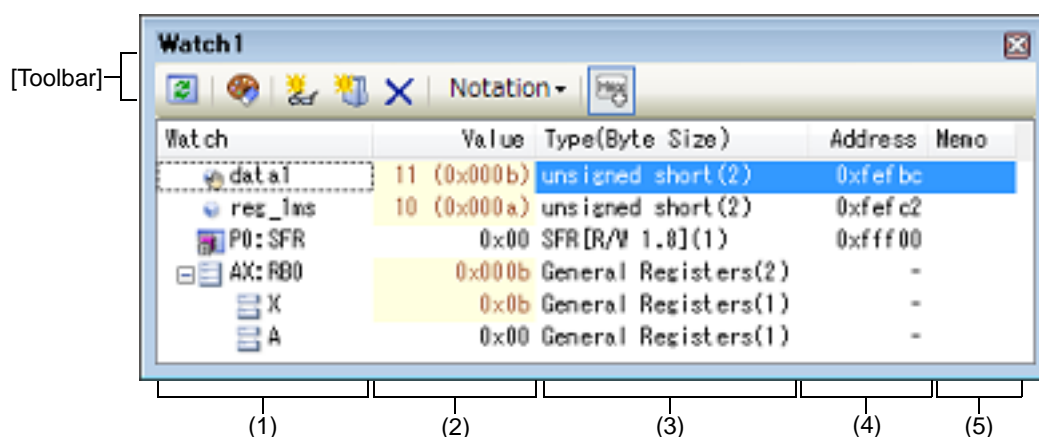 Watch1
[Toolbar]
Notation
Hex
Watch Value Type(Byte Size) Address Memo
data1 11 (0x000b) unsigned short(2) 0xfefbc
reg_1ms 10 (0x000a) unsigned short(2) 0xfefc2
P0:SFR 0x00 SFR[R/W 1.8](1) 0xfff00
AX:RB0 0x000b General Registers(2) -
X 0x0b General Registers(1) -
A 0x00 General Registers(1) -
(1) (2) (3) (4) (5)